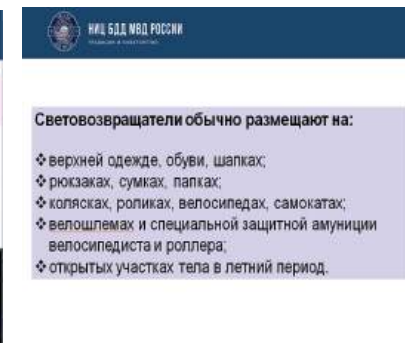 НИЦ БДД МВД РОССИИ
Световозвращатели обычно размещают на:
❖верхней одежде, обуви, шапках;
❖рюкзаках, сумках, папках;
❖колясках, роликах, велосипедах, самокатах;
❖велошлемах и специальной защитной амуниции
велосипедиста и роллера;
❖открытых участках тела в летний период.